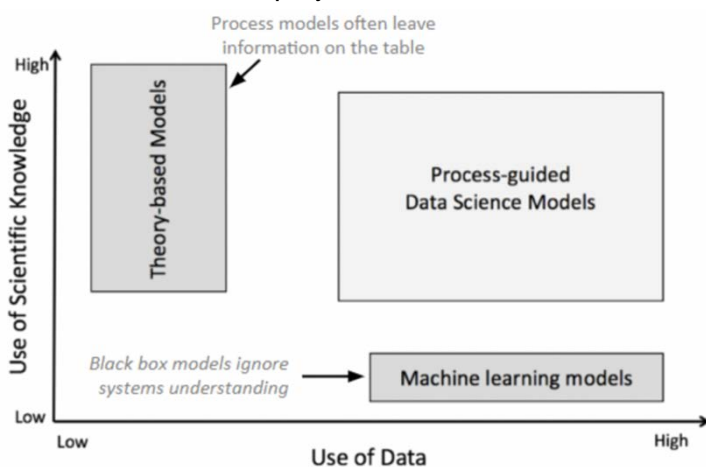 Process models often leave
information on the table
High
Use of Scientific Knowledge
Theory-based Models
Process-guided
Data Science Models
Black box models ignore
systems understanding
Machine learning models
Low
Low
High
Use of Data